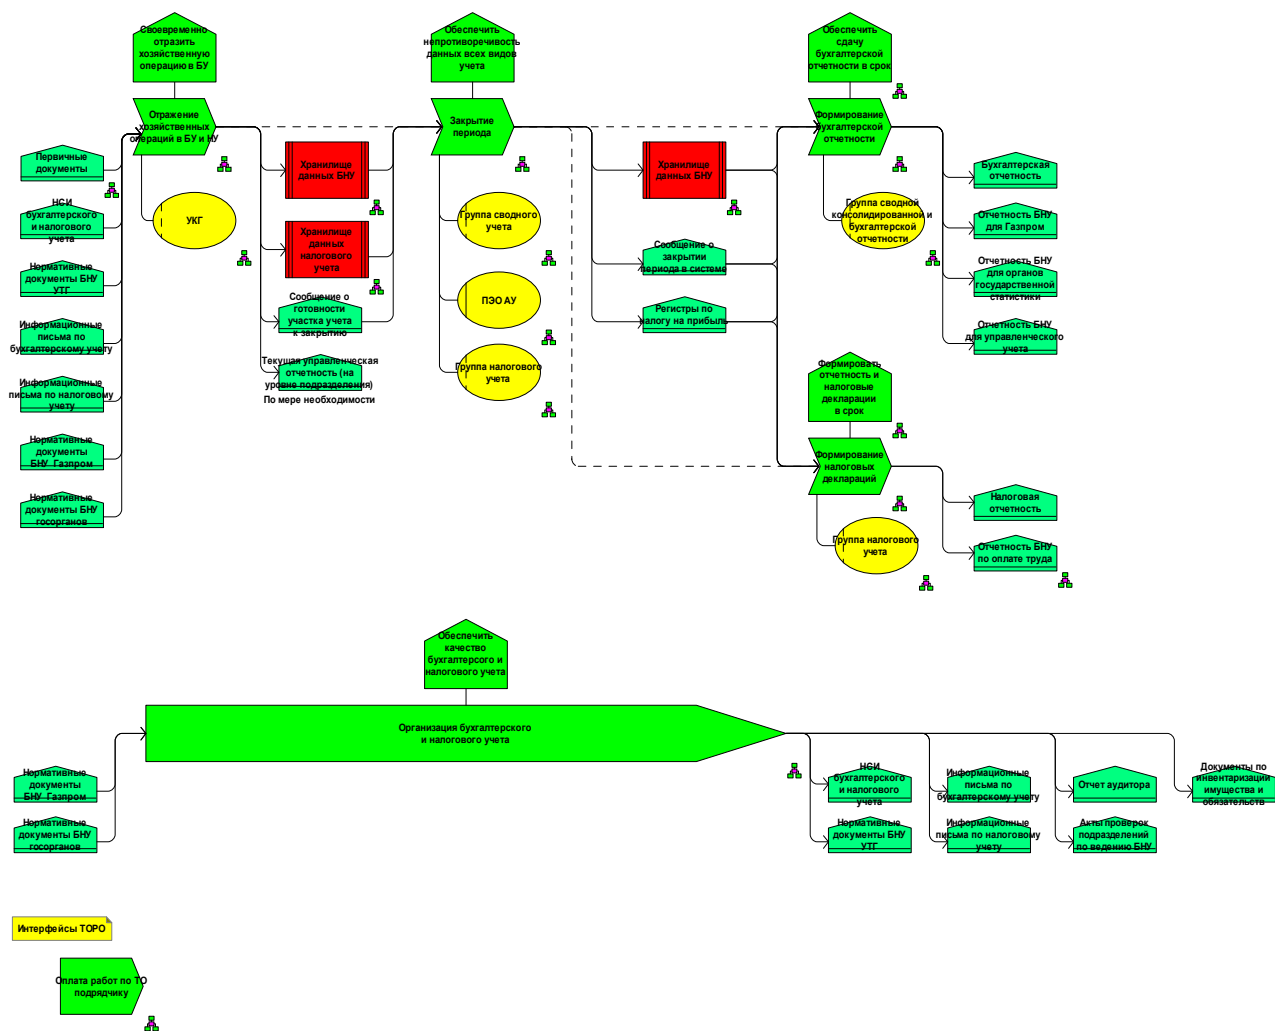 Своевременно
отразить
хозяйственную
операцию в БУ
Обеспечить
непротиворечивость
данных всех видов
учета
Обеспечить
сдачу
бухгалтерской
отчетности в срок
Отражение
хозяйственных
операций в БУ и НУ
Закрытие
периода
Формирование
бухгалтерской
отчетности
Первичные
документы
НСИ
бухгалтерского
и налогового
учета
Нормативные
документы БНУ
УТГ
Информационные
письма по
бухгалтерскому учету
Информационные
письма по налоговому
учету
Нормативные
документы
БНУ Газпром
Нормативные
документы БНУ
госорганов
УКГ
Хранилище
данных БНУ
Хранилище
данных
налогового
учета
Сообщение о
готовности
участка учета
к закрытию
Текущая управленческая
отчетность (на
уровне подразделения)
По мере необходимости
Группа сводного
учета
ПЭО АУ
Группа налогового
учета
Хранилище
данных БНУ
Сообщение о
закрытии
периода в системе
Регистры по
налогу на прибыль
Группа сводной
консолидированной и
бухгалтерской
отчетности
Бухгалтерская
отчетность
Отчетность БНУ
для Газпром
Отчетность БНУ
для органов
государственной
статистики
Отчетность БНУ
для управленческого
учета
Формировать
отчетность и
налоговые
декларации
в срок
Формирование
налоговых
деклараций
Группа налогового
учета
Налоговая
отчетность
Отчетность БНУ
по оплате труда
Обеспечить
качество
бухгалтерсого и
налогового учета
Организация бухгалтерского
и налогового учета
Нормативные
документы
БНУ Газпром
Нормативные
документы БНУ
госорганов
НСИ
бухгалтерского
и налогового
учета
Информационные
письма по
бухгалтерскому учету
Отчет аудитора
Документы по
инвентаризации
имущества и
обязательств
Нормативные
документы БНУ
УТГ
Информационные
письма по налоговому
учету
Акты проверок
подразделений
по ведению БНУ
Интерфейсы ТОРО
Оплата работ по ТО
подрядчику